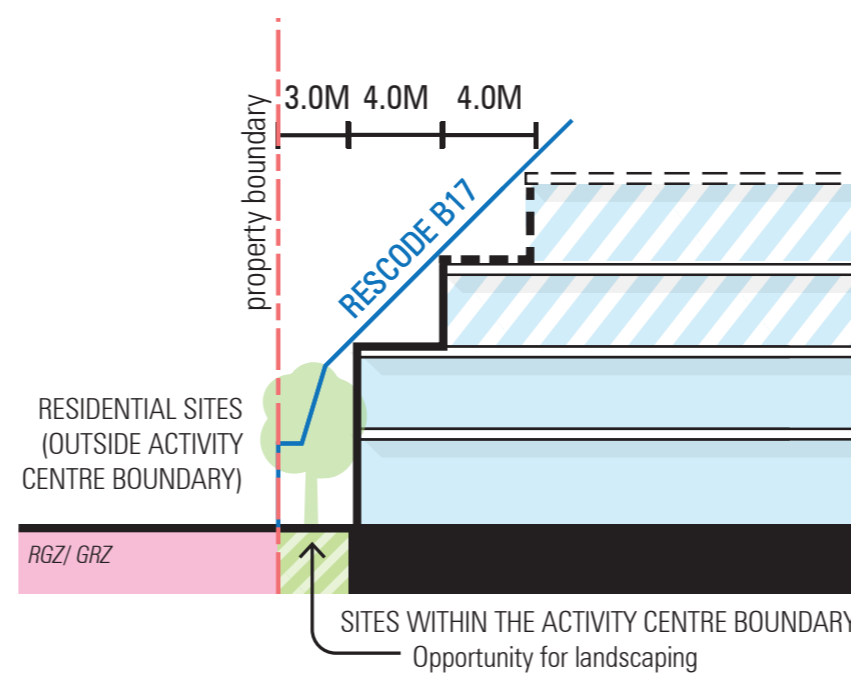 3.0M 4.0M 4.0M
property boundary
RESCODE B17
RESIDENTIAL SITES
(OUTSIDE ACTIVITY
CENTRE BOUNDARY)
RGZ/ GRZ
SITES WITHIN THE ACTIVITY CENTRE BOUNDARY
Opportunity for landscaping